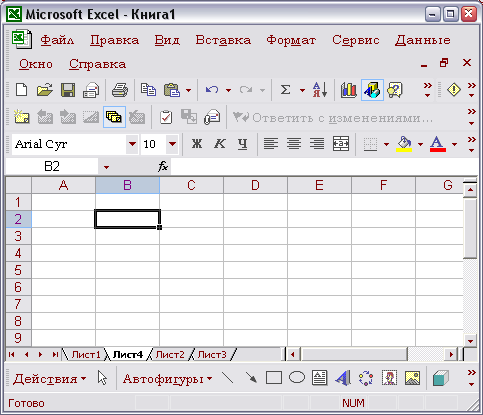 Microsoft Excel - Книга1
Файл Правка Вид Вставка Формат Сервис Данные
Окно Справка
Ответить с изменениями...
Arial Cyr 10 Ж К Ч
B2 fx
A B C D E F G
1
2
3
4
5
6
7
8
9
Лист1 Лист4 Лист2 Лист3
Действия Автофигуры
Готово NUM